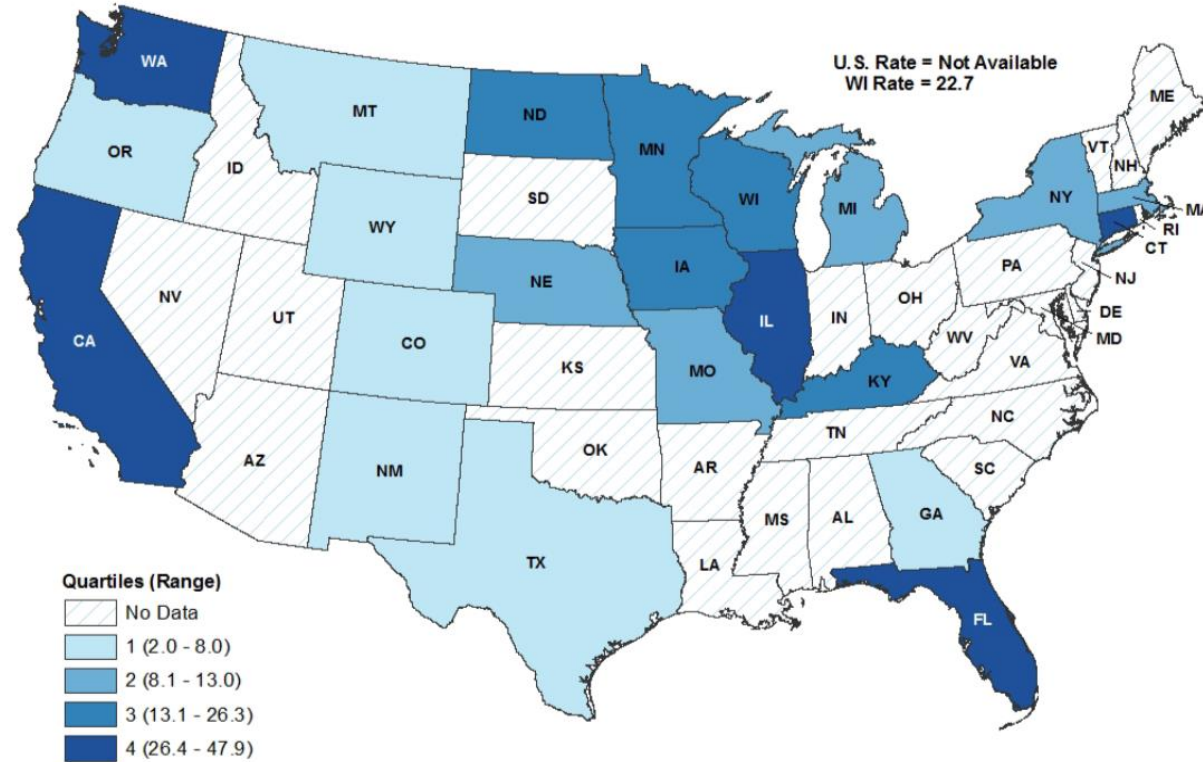 WA
U.S. Rate = Not Available
WI Rate = 22.7
ME
MT
ND
VT
NH
OR
MN
ID
SD
WI
NY
MA
MI
RI
CT
WY
IA
PA
NE
NJ
NV
OH
DE
IL
IN
UT
MD
CA
CO
WV
KS
MO
VA
KY
NC
TN
OK
AZ
NM
AR
SC
MS
AL
GA
TX
LA
FL
Quartiles (Range)
No Data
1 (2.0 - 8.0)
2 (8.1 - 13.0)
3 (13.1 - 26.3)
4 (26.4 - 47.9)